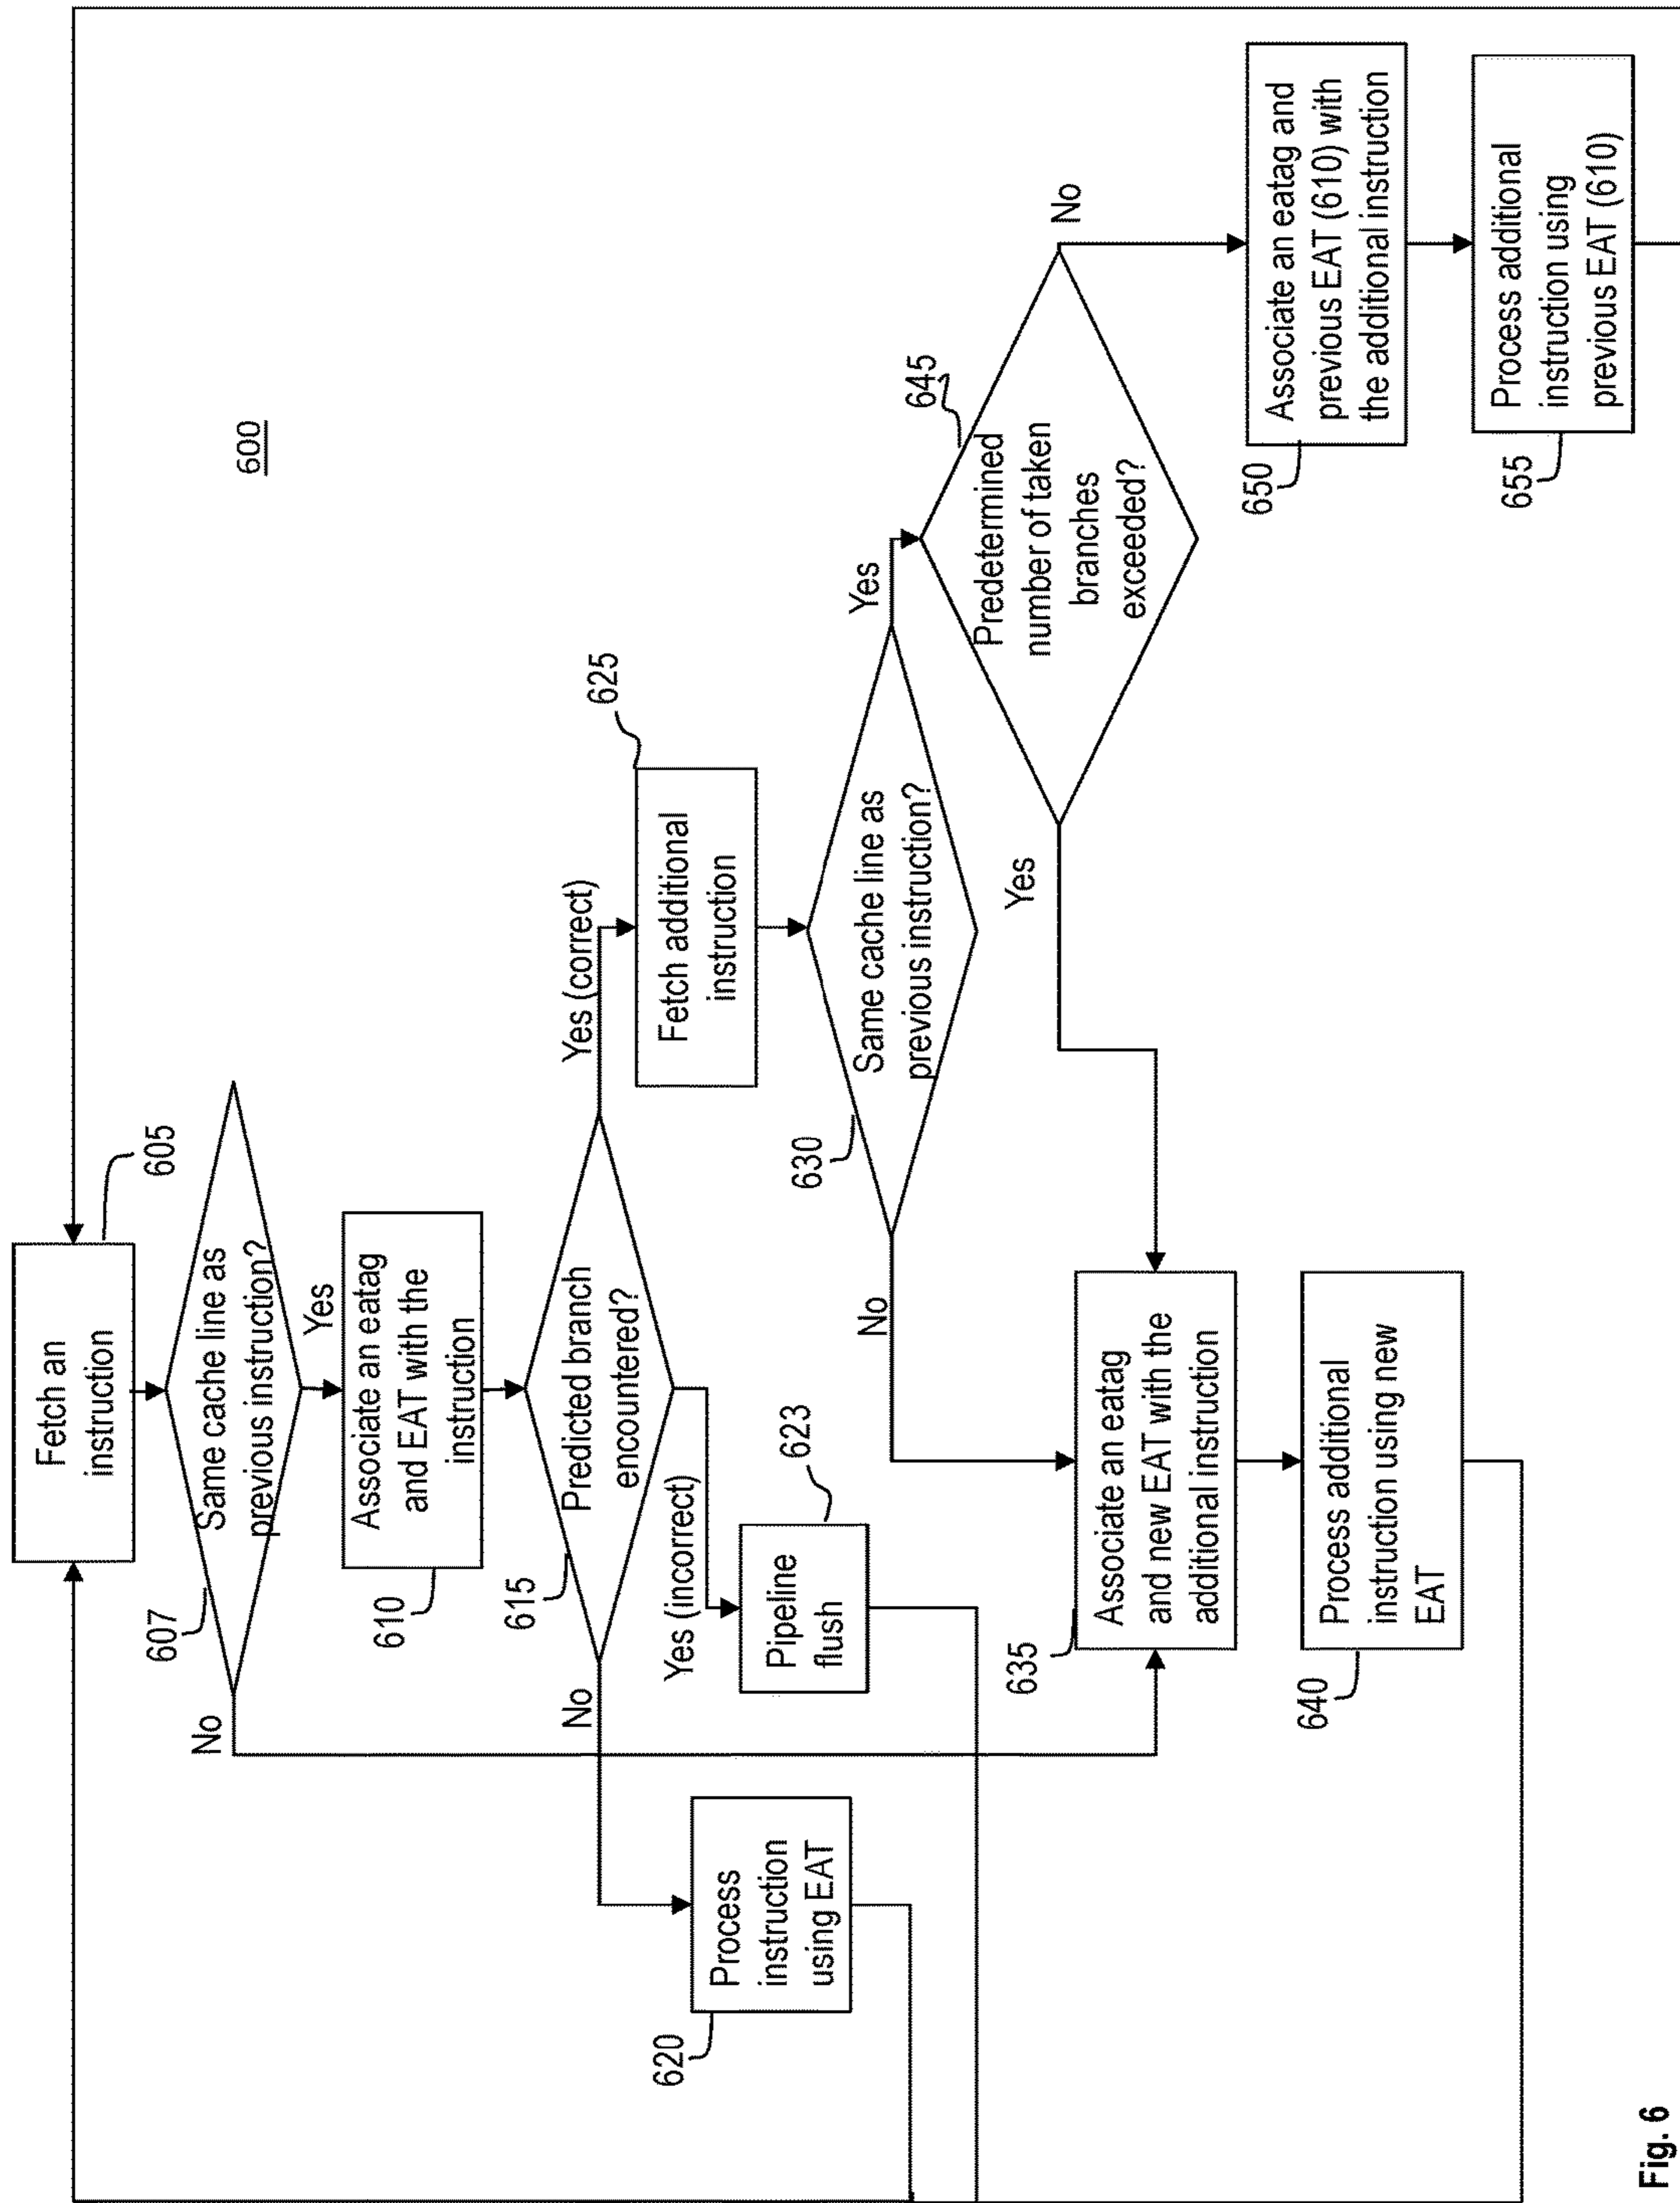 600
Fetch an
instruction
605
Same cache line as
previous instruction?
607
No
Yes
Associate an eatag
and EAT with the
instruction
610
Predicted branch
encountered?
615
No
Yes (incorrect)
Yes (correct)
Process
instruction
using EAT
620
Pipeline
flush
623
Fetch additional
instruction
625
Same cache line as
previous instruction?
630
No
Yes
Predetermined
number of taken
branches
exceeded?
645
Yes
No
Associate an eatag
and new EAT with the
additional instruction
635
Process additional
instruction using new
EAT
640
Associate an eatag and
previous EAT (610) with
the additional instruction
650
Process additional
instruction using
previous EAT (610)
655
Fig. 6